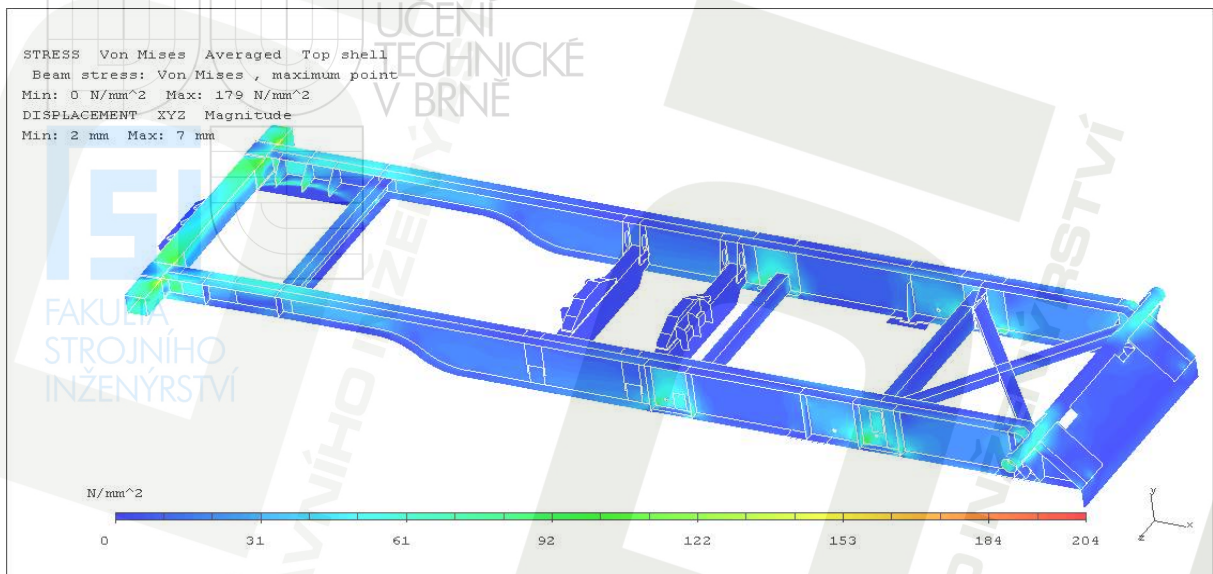 UČENÍ
TECHNICKÉ
V BRNĚ
STRESS Von Mises Averaged Top shell
Beam stress: Von Mises , maximum point
Min: 0 N/mm^2 Max: 179 N/mm^2
DISPLACEMENT XYZ Magnitude
Min: 2 mm Max: 7 mm
FAKULTA
STROJNÍHO
INŽENÝRSTVÍ
N/mm^2
0 31 61 92 122 153 184 204
y
x
z